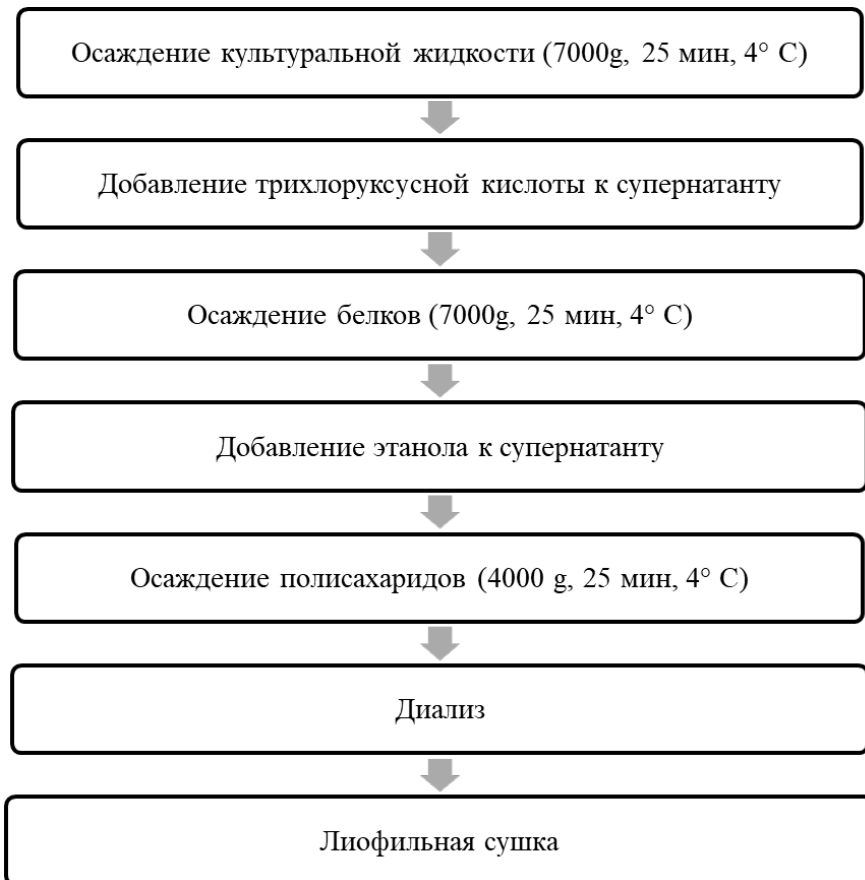 Осаждение культуральной жидкости (7000g, 25 мин, 4° С)
Добавление трихлоруксусной кислоты к супернатанту
Осаждение белков (7000g, 25 мин, 4° С)
Добавление этанола к супернатанту
Осаждение полисахаридов (4000 g, 25 мин, 4° С)
Диализ
Лиофильная сушка